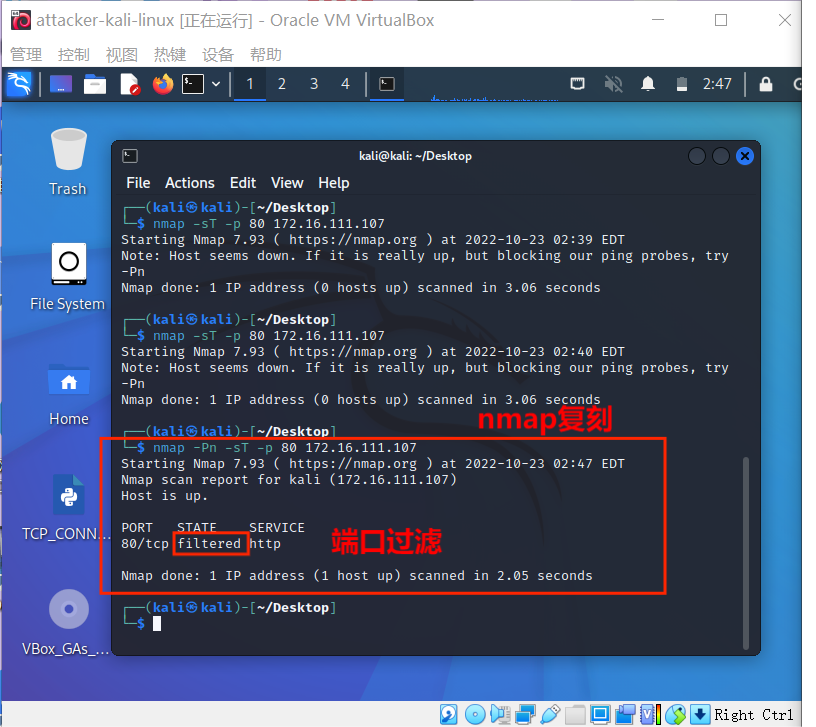 attacker-kali-linux [正在运行] - Oracle VM VirtualBox
管理 控制 视图 热键 设备 帮助
1 2 3 4 2:47
kali@kali: ~/Desktop
File Actions Edit View Help
Trash
File System
Home
TCP_CONN...
VBox_GAs_...
┌──(kali㉿kali)-[~/Desktop]
└─$ nmap -sT -p 80 172.16.111.107
Starting Nmap 7.93 ( https://nmap.org ) at 2022-10-23 02:39 EDT
Note: Host seems down. If it is really up, but blocking our ping probes, try
-Pn
Nmap done: 1 IP address (0 hosts up) scanned in 3.06 seconds
┌──(kali㉿kali)-[~/Desktop]
└─$ nmap -sT -p 80 172.16.111.107
Starting Nmap 7.93 ( https://nmap.org ) at 2022-10-23 02:40 EDT
Note: Host seems down. If it is really up, but blocking our ping probes, try
-Pn
Nmap done: 1 IP address (0 hosts up) scanned in 3.06 seconds
nmap复刻
┌──(kali㉿kali)-[~/Desktop]
└─$ nmap -Pn -sT -p 80 172.16.111.107
Starting Nmap 7.93 ( https://nmap.org ) at 2022-10-23 02:47 EDT
Nmap scan report for kali (172.16.111.107)
Host is up.
PORT STATE SERVICE
80/tcp filtered http
端口过滤
Nmap done: 1 IP address (1 host up) scanned in 2.05 seconds
┌──(kali㉿kali)-[~/Desktop]
└─$
Right Ctrl